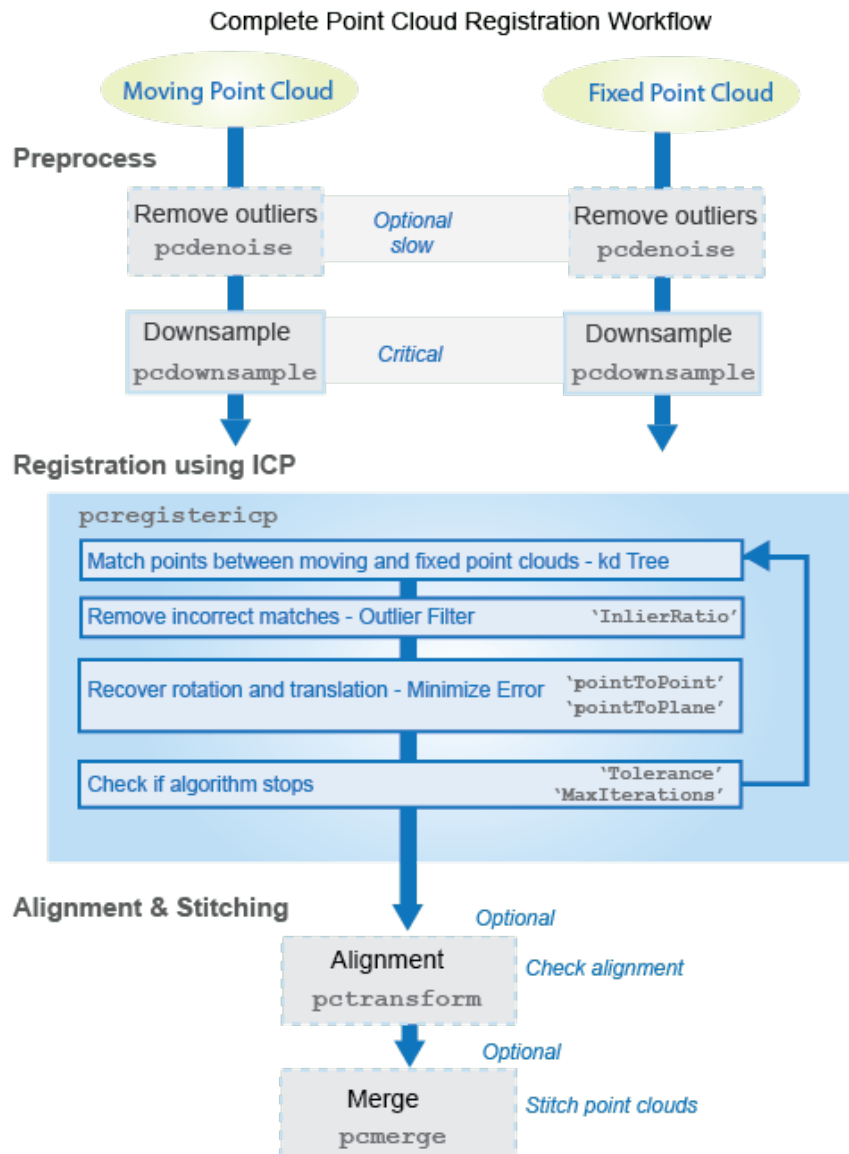 Complete Point Cloud Registration Workflow
Moving Point Cloud
Fixed Point Cloud
Preprocess
Remove outliers
pcdenoise
Optional
slow
Remove outliers
pcdenoise
Downsample
pcdownsample
Critical
Downsample
pcdownsample
Registration using ICP
pcregistericp
Match points between moving and fixed point clouds - kd Tree
Remove incorrect matches - Outlier Filter ‘InlierRatio’
Recover rotation and translation - Minimize Error ‘pointToPoint’
‘pointToPlane’
Check if algorithm stops ‘Tolerance’
‘MaxIterations’
Alignment & Stitching
Optional
Alignment
pctransform
Check alignment
Optional
Merge
pcmerge
Stitch point clouds